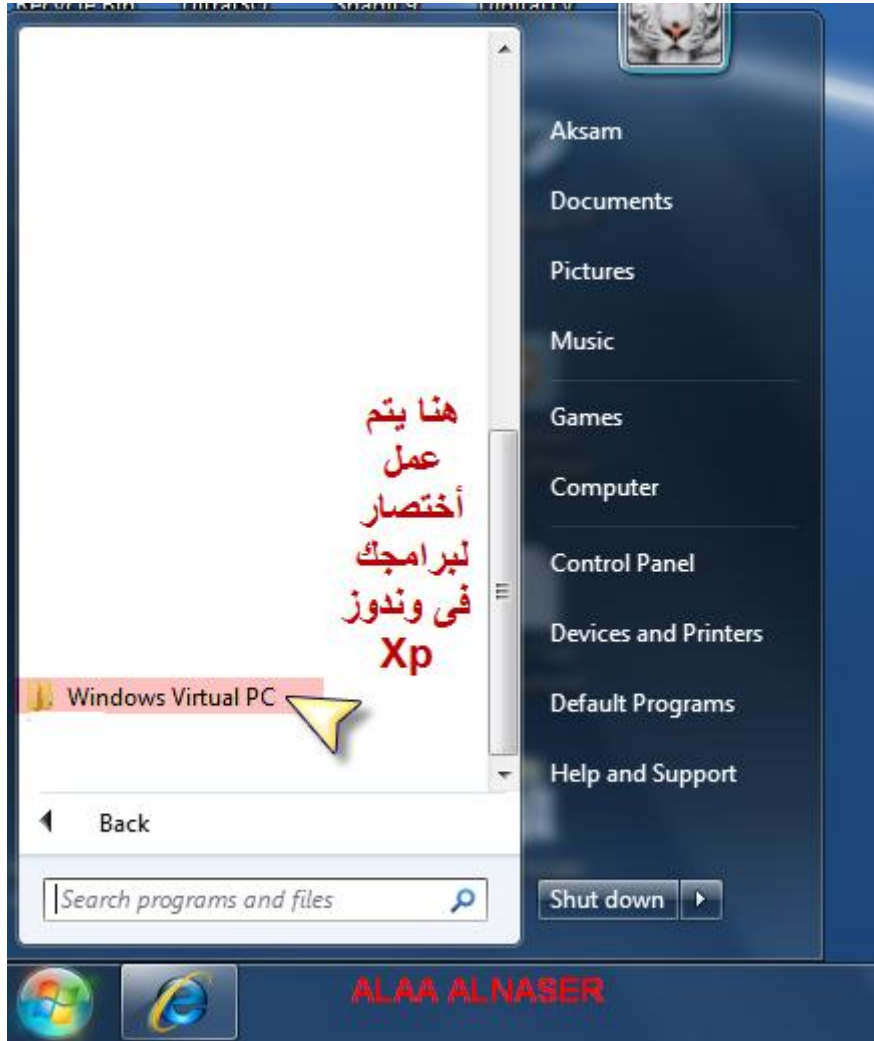 Aksam
Documents
Pictures
Music
Games
Computer
Control Panel
Devices and Printers
Default Programs
Help and Support
هنا يتم
عمل
أختصار
لبرامجك
فى وندوز
Xp
Windows Virtual PC
Back
Search programs and files
Shut down
ALAA ALNASER